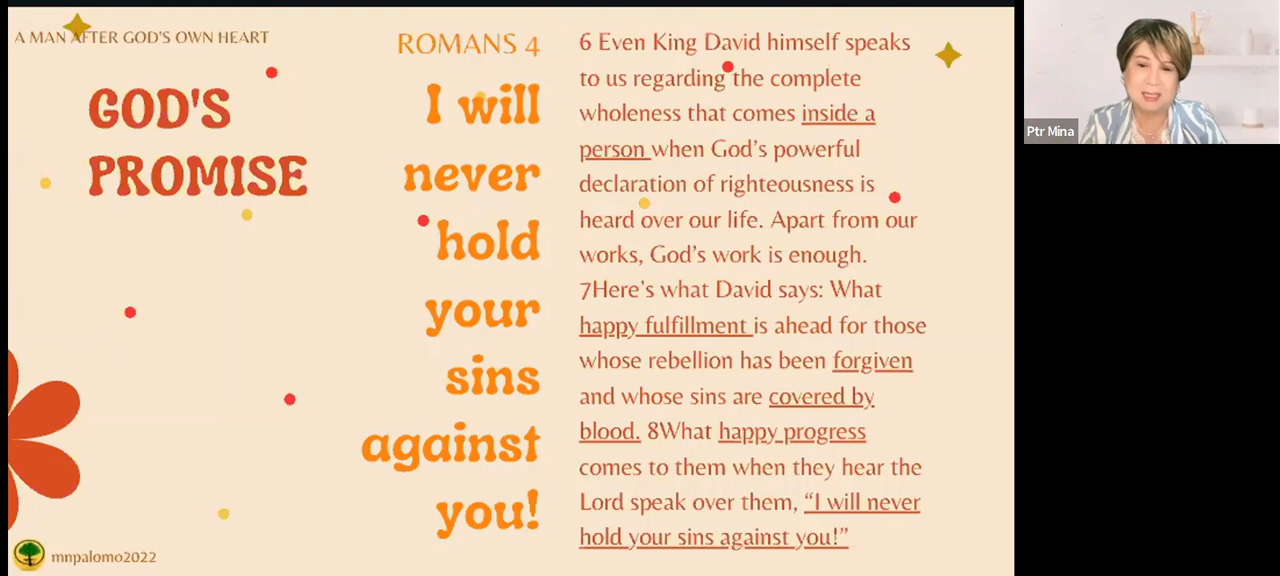 A MAN AFTER GOD'S OWN HEART
GOD'S
PROMISE
ROMANS 4
I will
never
hold
your
sins
against
you!
6 Even King David himself speaks
to us regarding the complete
wholeness that comes inside a
person when God's powerful
declaration of righteousness is
heard over our life. Apart from our
works, God's work is enough.
7Here's what David says: What
happy fulfillment is ahead for those
whose rebellion has been forgiven
and whose sins are covered by
blood. 8What happy progress
comes to them when they hear the
Lord speak over them, “I will never
hold your sins against you!”
mnpalomo2022
Ptr Mina